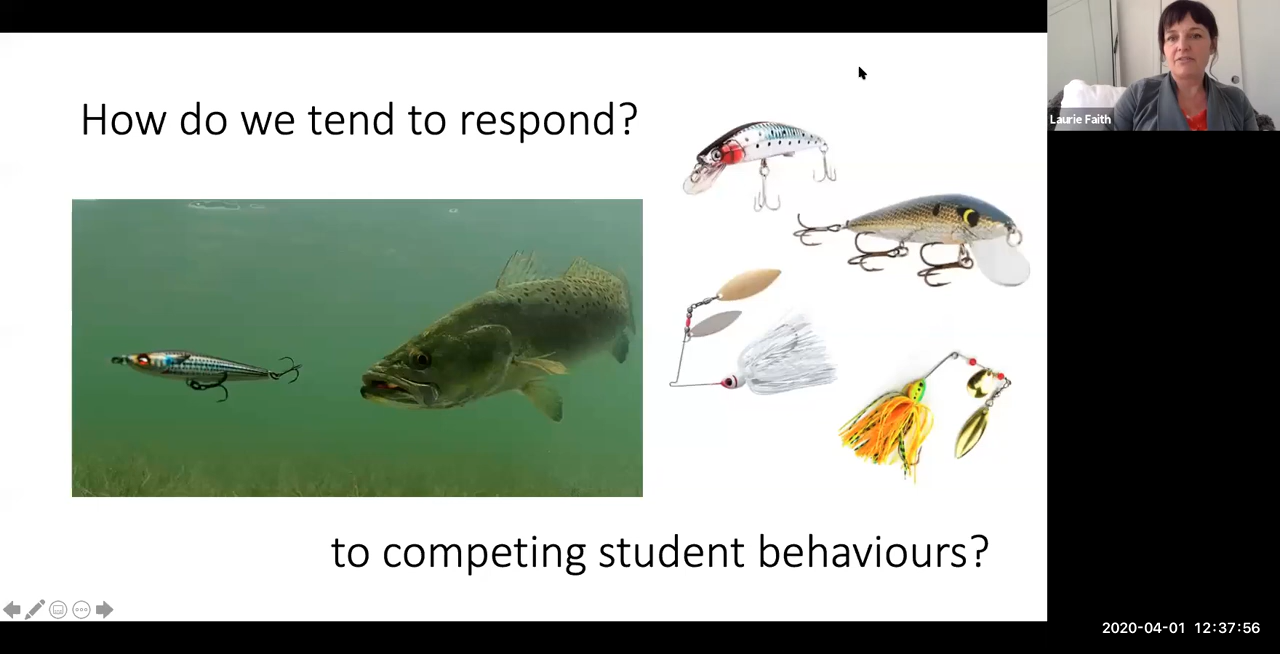 How do we tend to respond?
Laurie Faith
to competing student behaviours?
2020-04-01 12:37:56